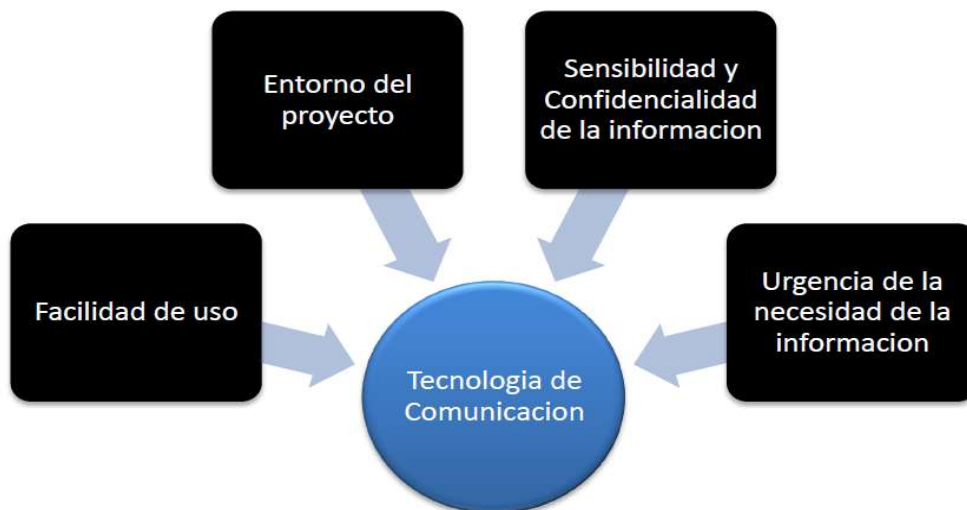 Entorno del
proyecto
Sensibilidad y
Confidencialidad
de la informacion
Facilidad de uso
Urgencia de la
necesidad de la
informacion
Tecnologia de
Comunicacion